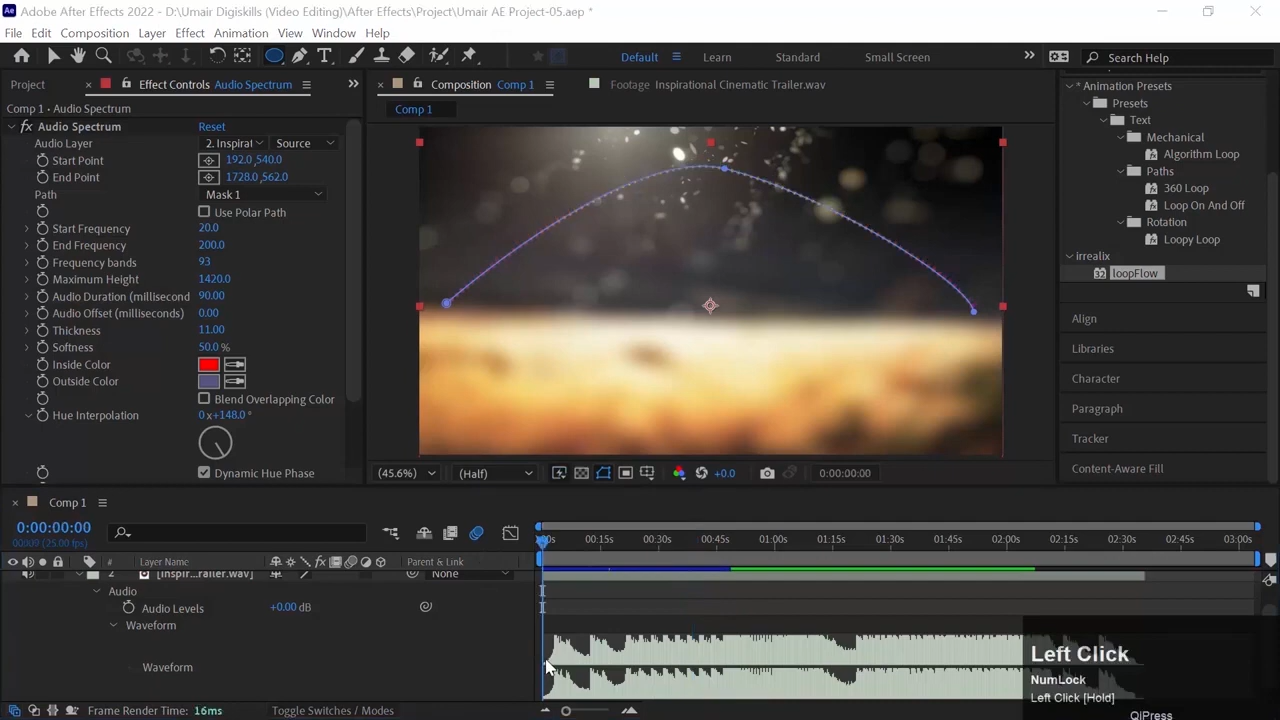 Adobe After Effects 2022 - D:\Umair Digiskills (Video Editing)\After Effects\Project\Umair AE Project-05.aep *
File Edit Composition Layer Effect Animation View Window Help
Default Learn Standard Small Screen Search Help
Project Effect Controls Audio Spectrum
Comp 1 • Audio Spectrum
fx Audio Spectrum Reset
Audio Layer 2. Inspiral Source
Start Point 192.0 ,540.0
End Point 1728.0 ,562.0
Path Mask 1
Use Polar Path
Start Frequency 20.0
End Frequency 200.0
Frequency bands 93
Maximum Height 1420.0
Audio Duration (millisecond 90.00
Audio Offset (milliseconds) 0.00
Thickness 11.00
Softness 50.0 %
Inside Color
Outside Color
Blend Overlapping Color
Hue Interpolation 0 x+148.0 °
Dynamic Hue Phase
Composition Comp 1
Footage Inspirational Cinematic Trailer.wav
Comp 1
(45.6%) (Half) +0.0 0:00:00:00
* Animation Presets
Presets
Text
Mechanical
Algorithm Loop
Paths
360 Loop
Loop On And Off
Rotation
Loopy Loop
irrealix
loopFlow
Align
Libraries
Character
Paragraph
Tracker
Content-Aware Fill
Comp 1
0:00:00:00
(25.00 fps)
Layer Name Parent & Link
00s 00:15s 00:30s 00:45s 01:00s 01:15s 01:30s 01:45s 02:00s 02:15s 02:30s 02:45s 03:00s
2 [Inspir...railer.wav] None
Audio
Audio Levels +0.00 dB
Waveform
Waveform
Frame Render Time: 16ms Toggle Switches / Modes
Left Click
NumLock
Left Click [Hold]
QiPress